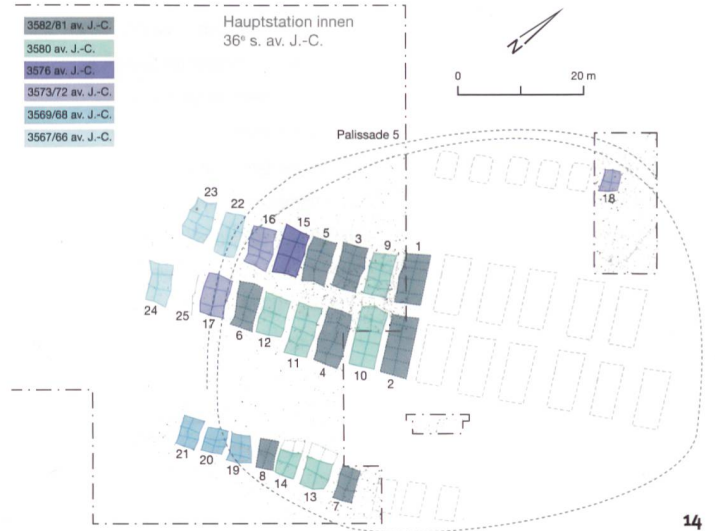 3582/81 av. J.-C.
3580 av. J.-C.
3576 av. J.-C.
3573/72 av. J.-C.
3569/68 av. J.-C.
3567/66 av. J.-C.
Hauptstation innen
36e s. av. J.-C.
N
0 20 m
Palissade 5
18
23
22
16
15
5
3
9
1
24
25
17
6
12
11
4
10
2
21
20
19
8
14
13
7
14